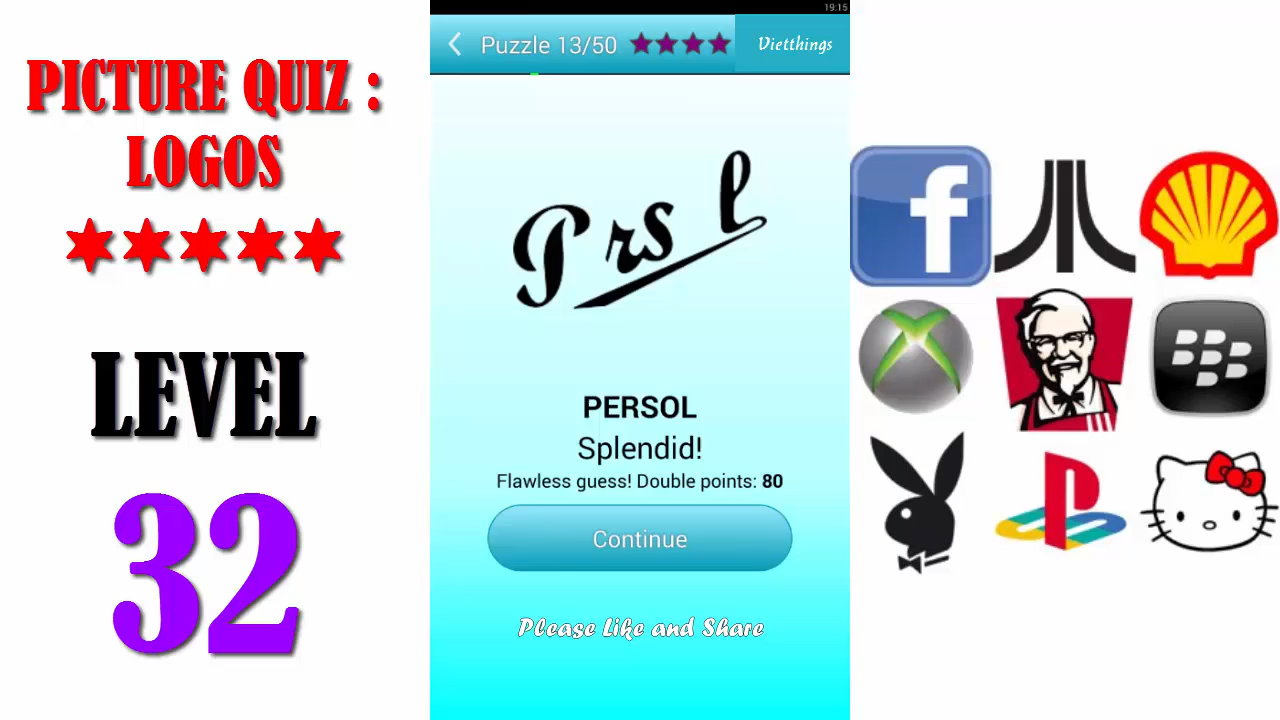 PICTURE QUIZ :
LOGOS
LEVEL
32
19:15
Puzzle 13/50
Vietthings
Prs l
PERSOL
Splendid!
Flawless guess! Double points: 80
Continue
Please Like and Share
f